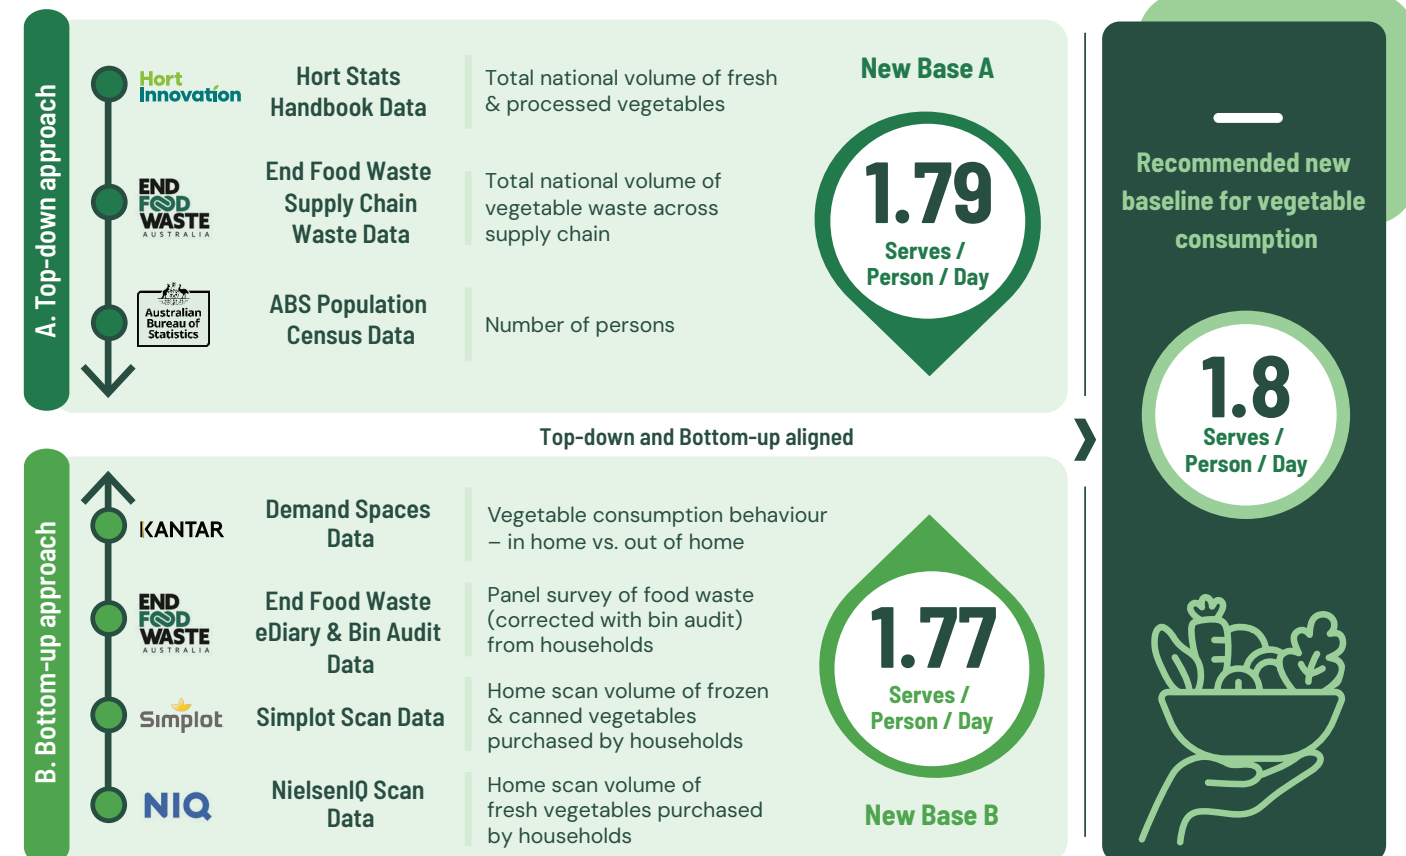 A. Top-down approach
Hort
Innovation
Hort Stats
Handbook Data
Total national volume of fresh
& processed vegetables
END
FOOD
WASTE
AUSTRALIA
End Food Waste
Supply Chain
Waste Data
Total national volume of
vegetable waste across
supply chain
Australian
Bureau of
Statistics
ABS Population
Census Data
Number of persons
New Base A
1.79
Serves /
Person / Day
Top-down and Bottom-up aligned
B. Bottom-up approach
KANTAR
Demand Spaces
Data
Vegetable consumption behaviour
– in home vs. out of home
END
FOOD
WASTE
AUSTRALIA
End Food Waste
eDiary & Bin Audit
Data
Panel survey of food waste
(corrected with bin audit)
from households
Simplot
Simplot Scan Data
Home scan volume of frozen
& canned vegetables
purchased by households
NIQ
NielsenIQ Scan
Data
Home scan volume of
fresh vegetables purchased
by households
1.77
Serves /
Person / Day
New Base B
Recommended new
baseline for vegetable
consumption
1.8
Serves /
Person / Day